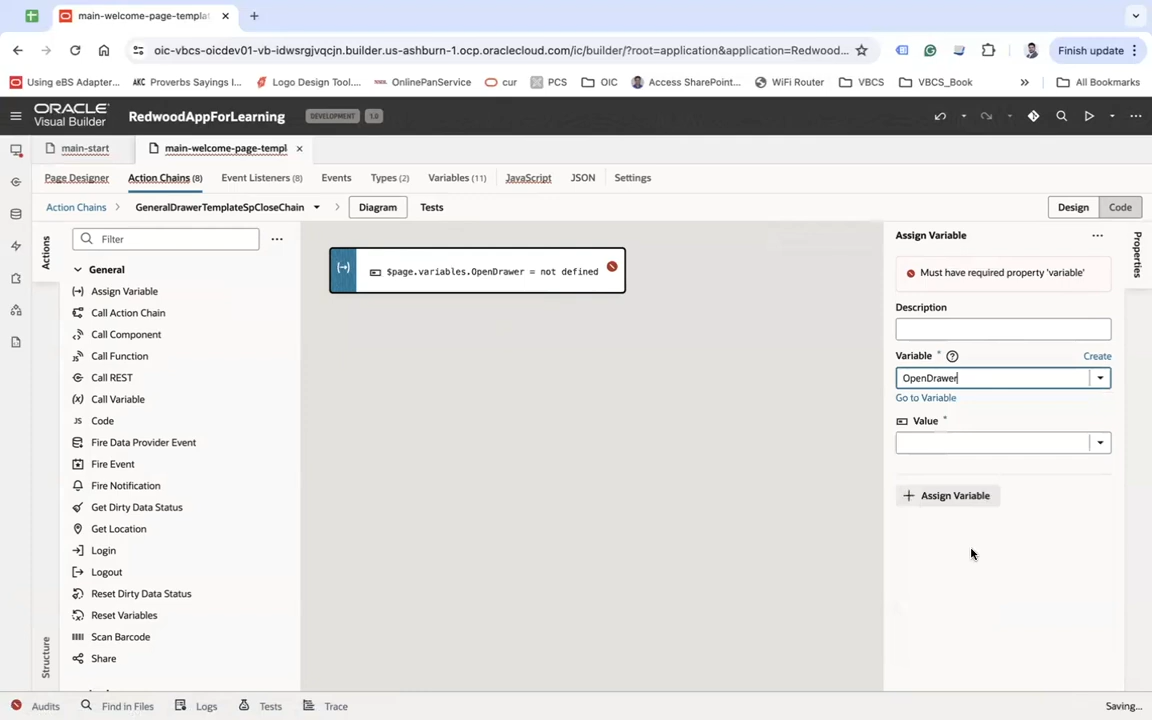 main-welcome-page-templat
oic-vbcs-oicdev01-vb-idwsrgjvqcjn.builder.us-ashburn-1.ocp.oraclecloud.com/ic/builder/?root=application&application=Redwood...
Finish update
Using eBS Adapter...
Proverbs Sayings I...
Logo Design Tool....
OnlinePanService
cur
PCS
OIC
Access SharePoint...
WiFi Router
VBCS
VBCS_Book
All Bookmarks
ORACLE
Visual Builder
RedwoodAppForLearning
DEVELOPMENT
1.0
main-start
main-welcome-page-templ
Page Designer
Action Chains (8)
Event Listeners (8)
Events
Types (2)
Variables (11)
JavaScript
JSON
Settings
Action Chains
GeneralDrawerTemplateSpCloseChain
Diagram
Tests
Design
Code
Actions
Filter
General
Assign Variable
Call Action Chain
Call Component
Call Function
Call REST
Call Variable
JS Code
Fire Data Provider Event
Fire Event
Fire Notification
Get Dirty Data Status
Get Location
Login
Logout
Reset Dirty Data Status
Reset Variables
Scan Barcode
Share
Structure
$page.variables.OpenDrawer = not defined
Assign Variable
Must have required property 'variable'
Description
Variable *
Create
OpenDrawer
Go to Variable
Value *
Assign Variable
Properties
Audits
Find in Files
Logs
Tests
Trace
Saving...